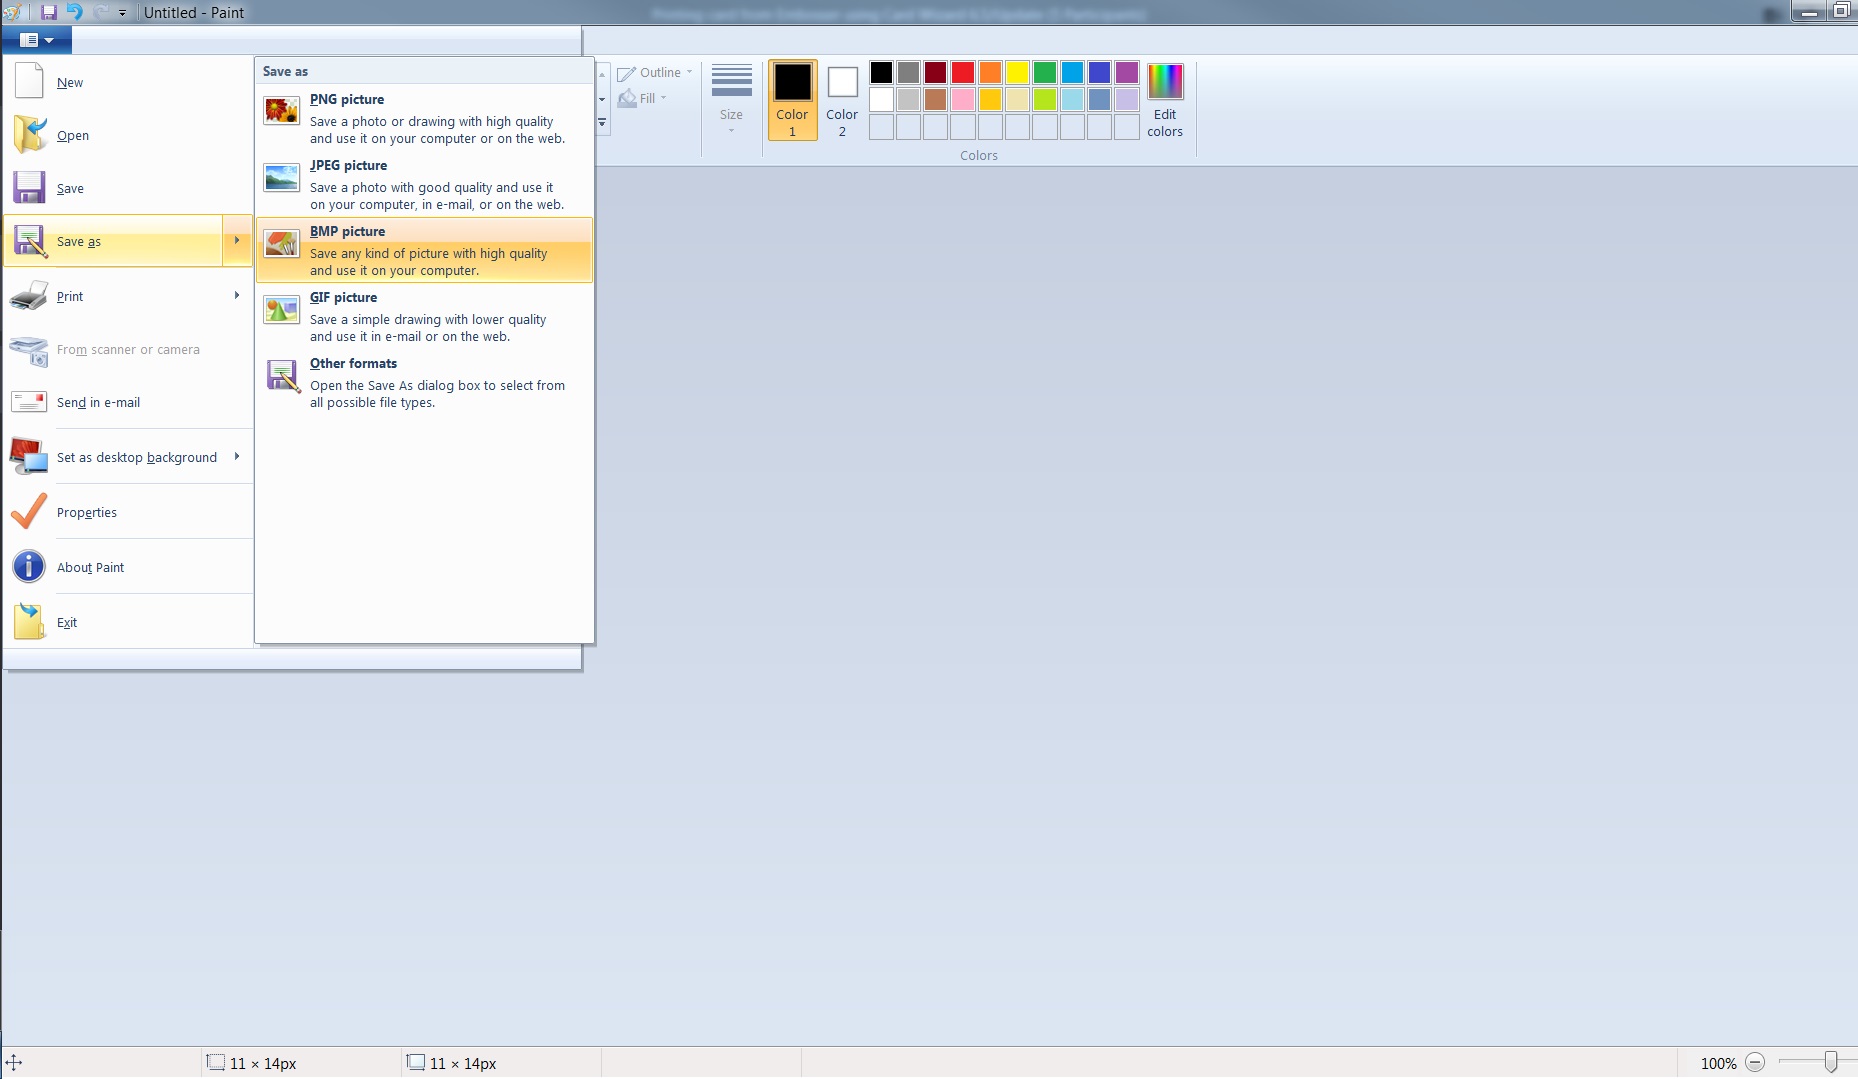 Untitled - Paint
New
Open
Save
Save as
Print
From scanner or camera
Send in e-mail
Set as desktop background
Properties
About Paint
Exit
Save as
PNG picture
Save a photo or drawing with high quality
and use it on your computer or on the web.
JPEG picture
Save a photo with good quality and use it
on your computer, in e-mail, or on the web.
BMP picture
Save any kind of picture with high quality
and use it on your computer.
GIF picture
Save a simple drawing with lower quality
and use it in e-mail or on the web.
Other formats
Open the Save As dialog box to select from
all possible file types.
Outline
Fill
Size
Color
1
Color
2
Edit
colors
Colors
11 × 14px
11 × 14px
100%